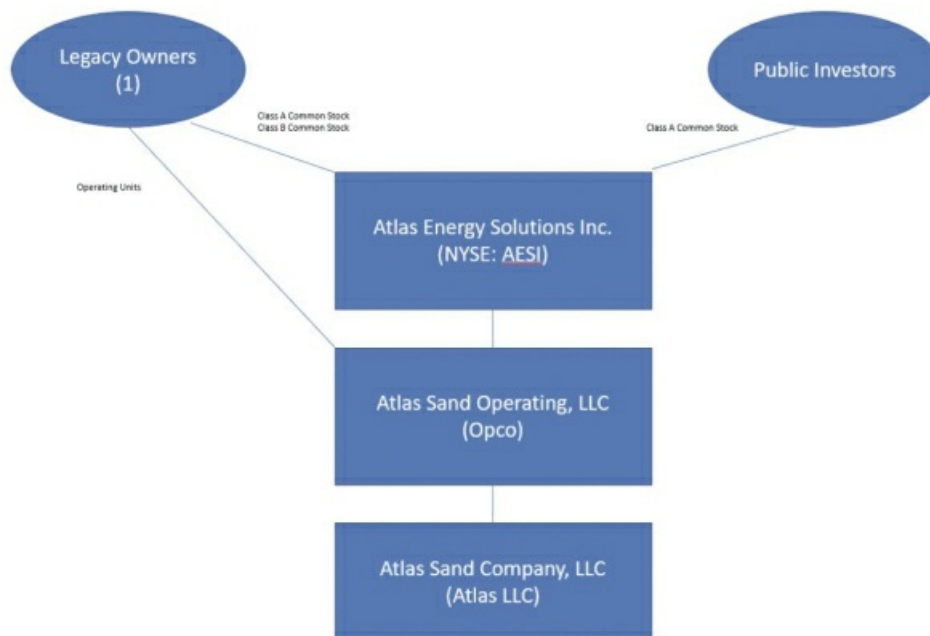 Legacy Owners
(1)
Public Investors
Class A Common Stock
Class B Common Stock
Class A Common Stock
Operating Units
Atlas Energy Solutions Inc.
(NYSE: AESI)
Atlas Sand Operating, LLC
(Opco)
Atlas Sand Company, LLC
(Atlas LLC)